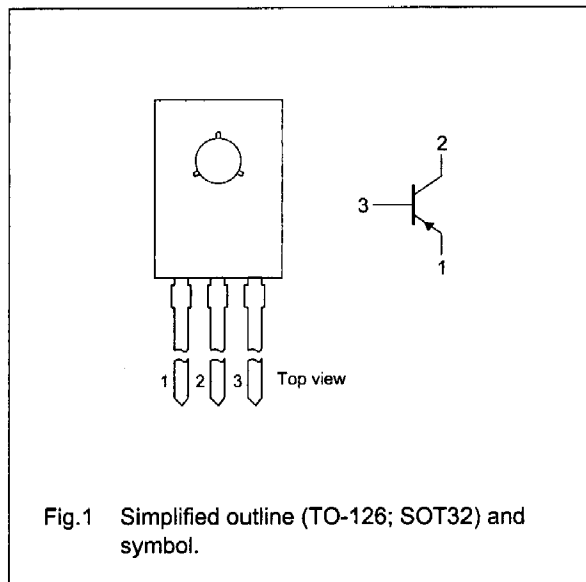 2
3
1
1 2 3 Top view
Fig.1 Simplified outline (TO-126; SOT32) and
symbol.